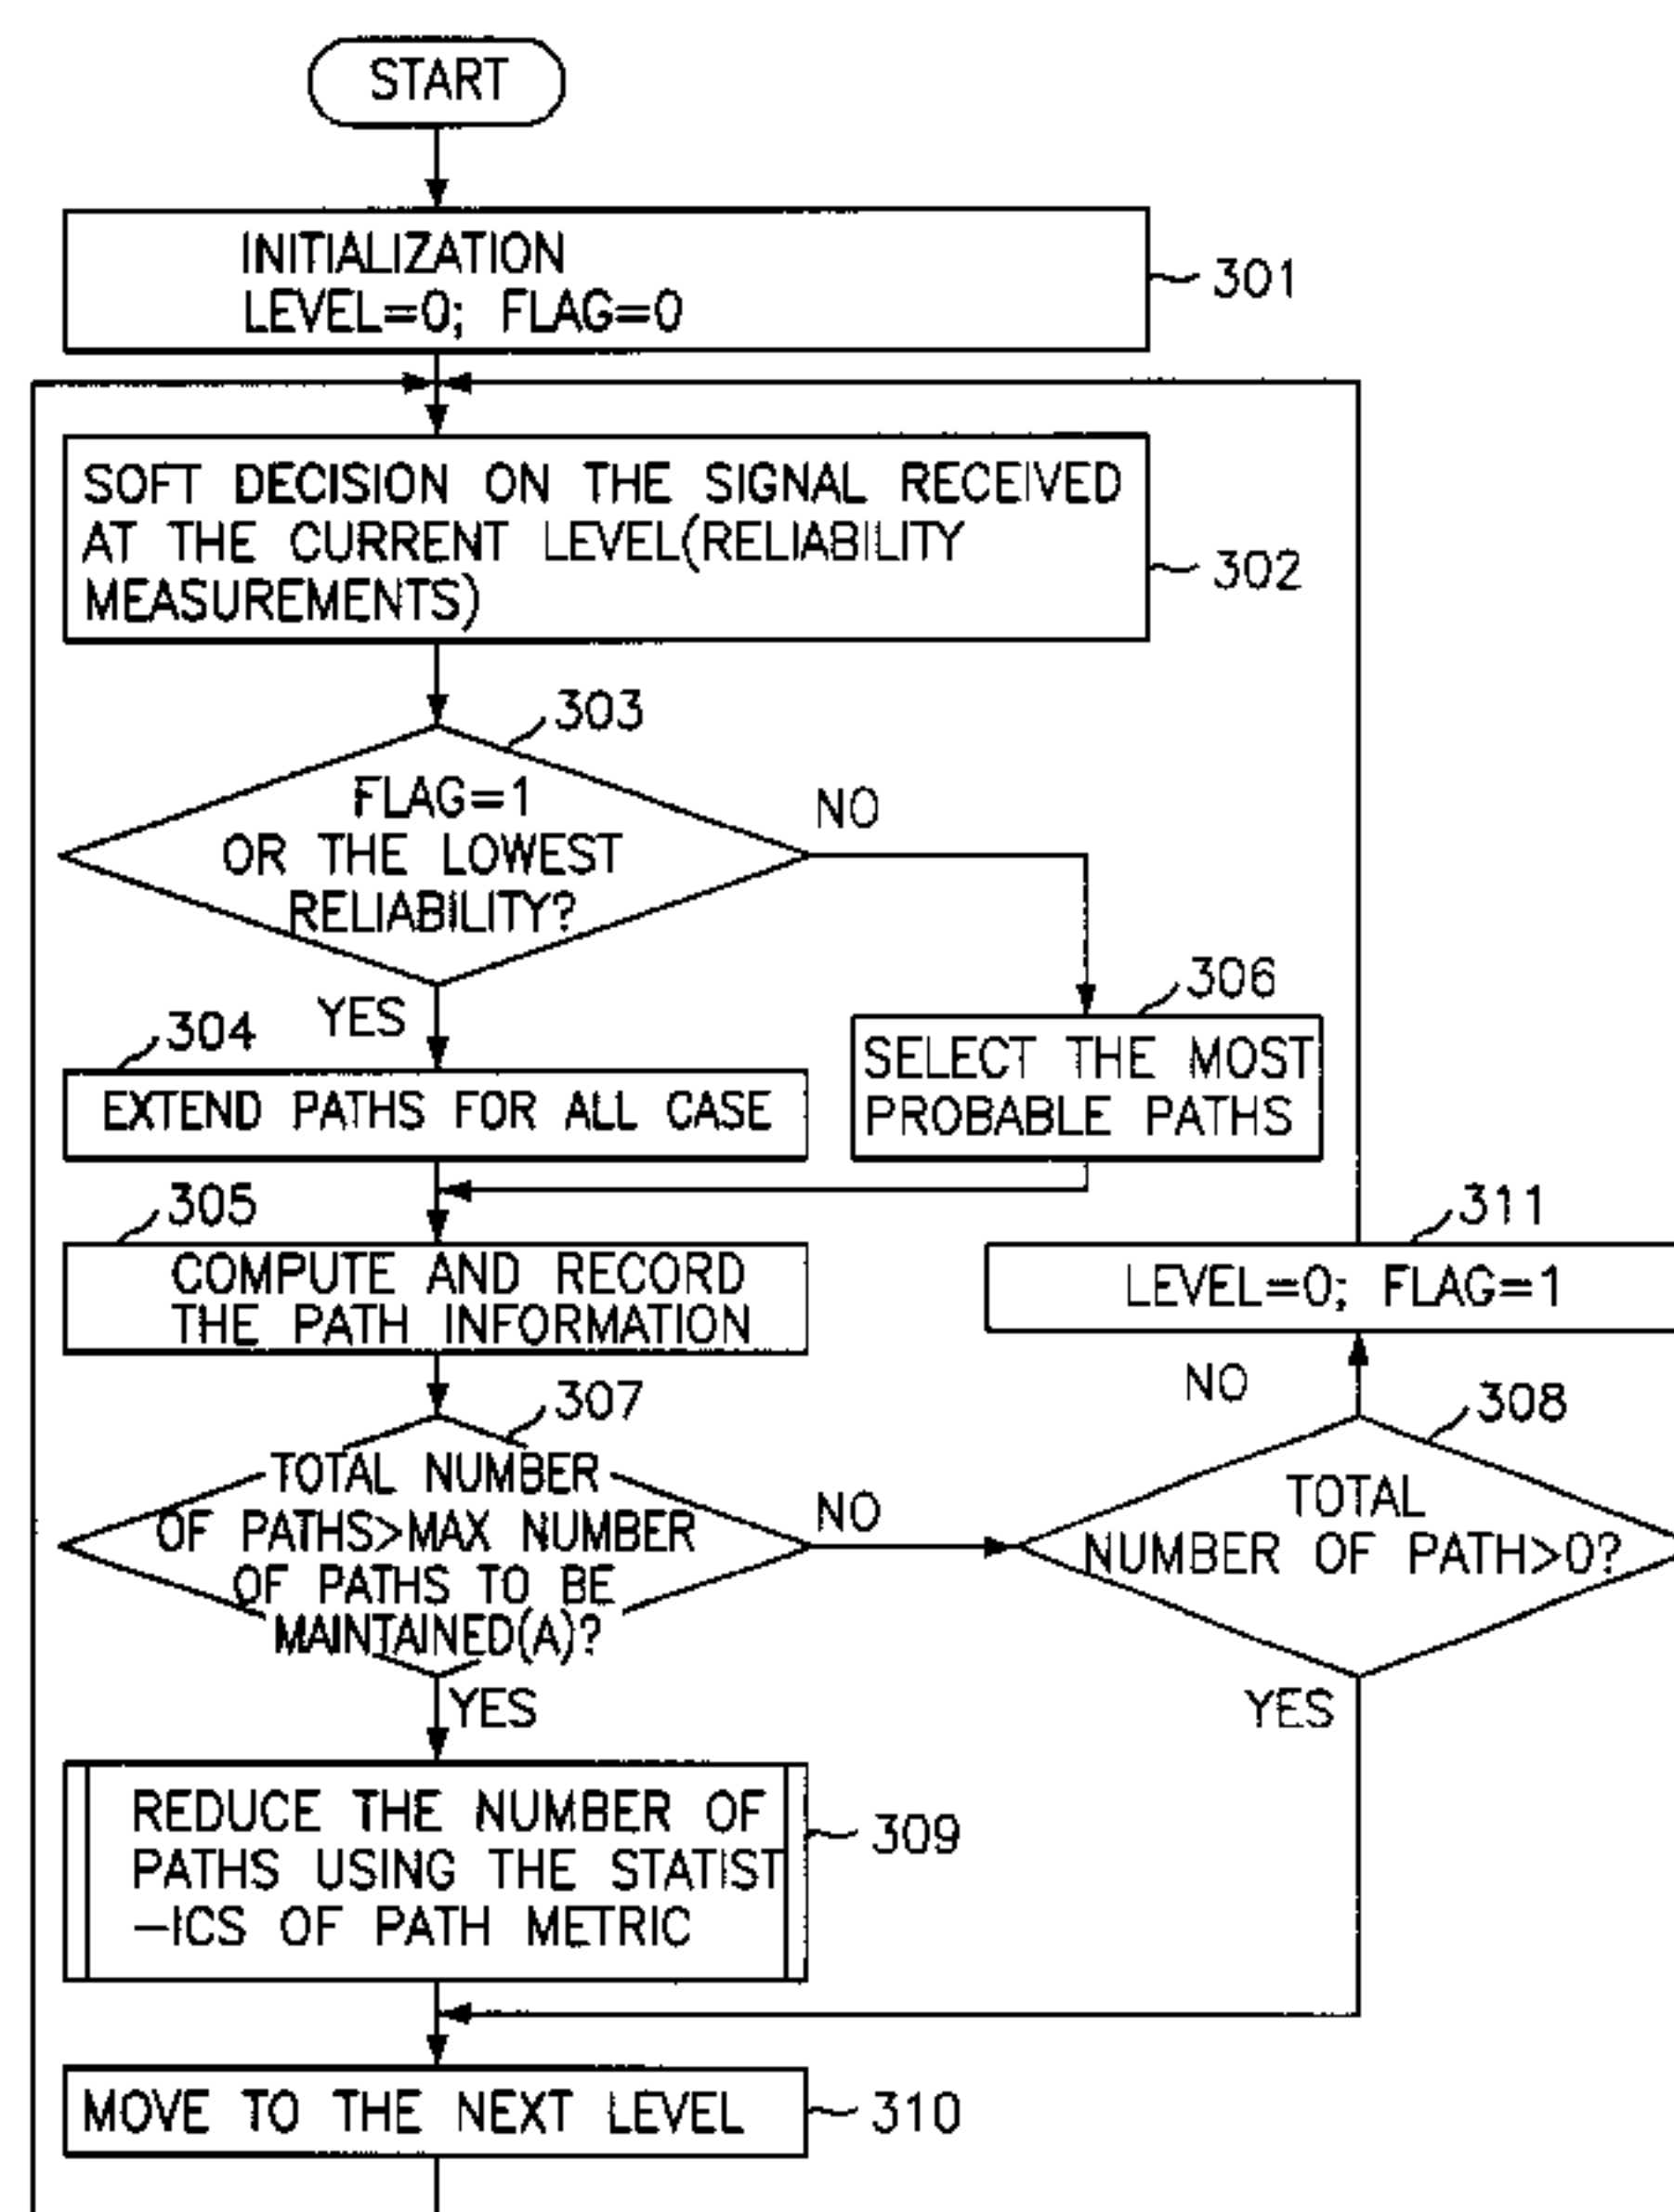 START
INITIALIZATION
LEVEL=0; FLAG=0
301
SOFT DECISION ON THE SIGNAL RECEIVED
AT THE CURRENT LEVEL(RELIABILITY
MEASUREMENTS)
302
303
FLAG=1
OR THE LOWEST
RELIABILITY?
NO
YES
304
EXTEND PATHS FOR ALL CASE
306
SELECT THE MOST
PROBABLE PATHS
305
COMPUTE AND RECORD
THE PATH INFORMATION
311
LEVEL=0; FLAG=1
NO
307
TOTAL NUMBER
OF PATHS>MAX NUMBER
OF PATHS TO BE
MAINTAINED(A)?
NO
308
TOTAL
NUMBER OF PATH>0?
YES
YES
REDUCE THE NUMBER OF
PATHS USING THE STATIST
-ICS OF PATH METRIC
309
MOVE TO THE NEXT LEVEL
310